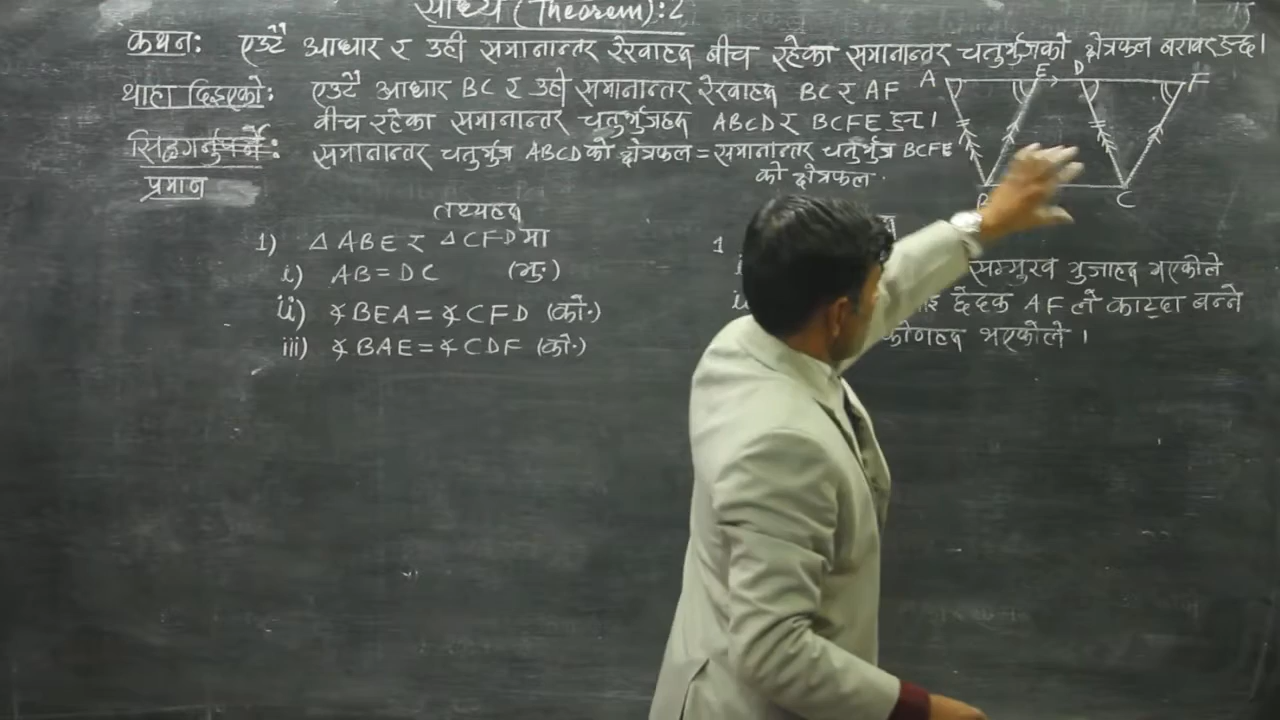 साध्य (Theorem):2
कथन: एउटै आधार र उही समानान्तर रेखाहरू बीच रहेका समानान्तर चतुर्भुजको क्षेत्रफल बराबर हुन्छ।
थाहा दिइएको: एउटै आधार BC र उही समानान्तर रेखाहरू BC र AF
बीच रहेका समानान्तर चतुर्भुजहरू ABCD र BCFE हुन्।
सिद्ध गर्नुपर्ने: समानान्तर चतुर्भुज ABCD को क्षेत्रफल = समानान्तर चतुर्भुज BCFE
को क्षेत्रफल.
प्रमान
A E D F
B C
तथ्यहरू
1) △ ABE र △ CFD मा
i) AB = DC (भु.)
ii) ∡ BEA = ∡ CFD (को.)
iii) ∡ BAE = ∡ CDF (को.)
1
सम्मुख भुजाहरू भएकोले
छेदक AF ले काट्दा बन्ने
कोणहरू भएकोले ।